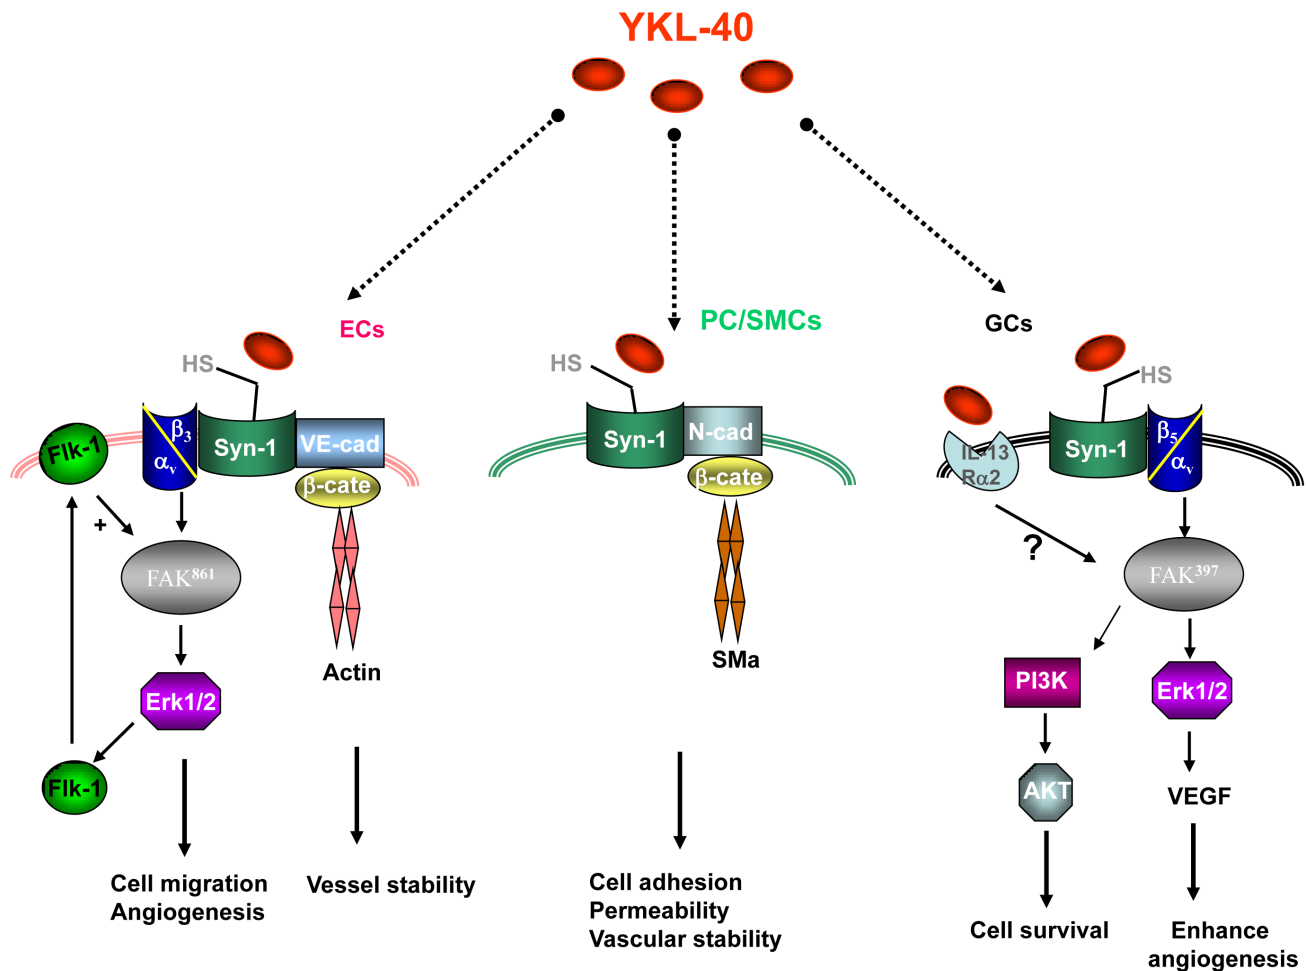 YKL-40
ECs
PC/SMCs
GCs
HS
HS
HS
Flk-1
β3
αv
Syn-1
VE-cad
β-cate
Syn-1
N-cad
β-cate
IL-13
Rα2
Syn-1
β5
αv
+
?
FAK861
FAK397
Actin
SMa
Erk1/2
PI3K
Erk1/2
Flk-1
AKT
VEGF
Cell migration
Angiogenesis
Vessel stability
Cell adhesion
Permeability
Vascular stability
Cell survival
Enhance
angiogenesis